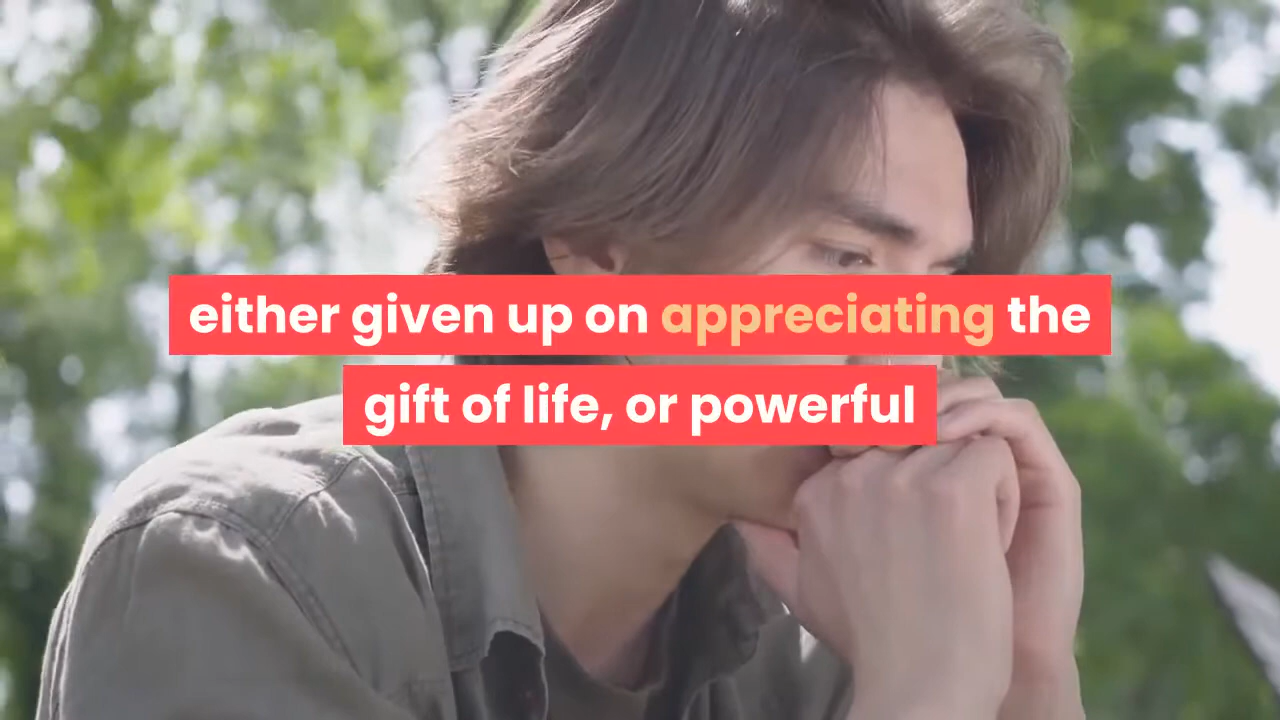 either given up on appreciating the
gift of life, or powerful